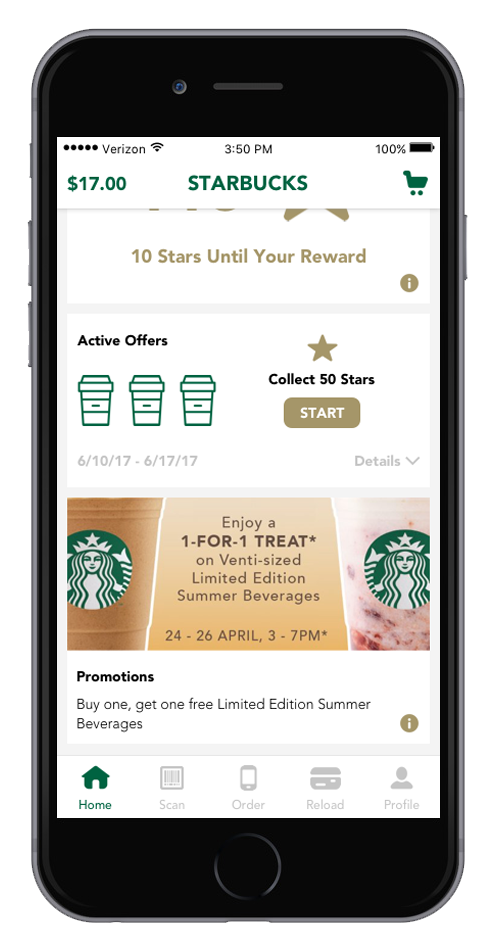 Verizon
3:50 PM
100%
$17.00
STARBUCKS
10 Stars Until Your Reward
i
Active Offers
Collect 50 Stars
START
6/10/17 - 6/17/17
Details
Enjoy a
1-FOR-1 TREAT*
on Venti-sized
Limited Edition
Summer Beverages
24 - 26 APRIL, 3 - 7PM*
Promotions
Buy one, get one free Limited Edition Summer
Beverages
i
Home
Scan
Order
Reload
Profile